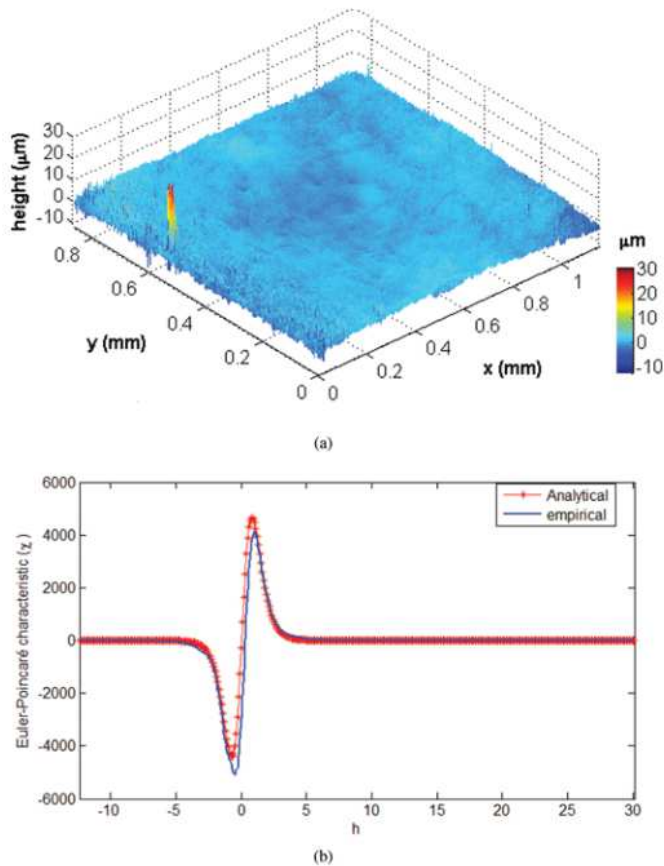 height (μm)
30
20
10
0
-10
0.8
0.6
0.4
0.2
0
y (mm)
0
0.2
0.4
0.6
0.8
1
x (mm)
μm
30
20
10
0
-10
(a)
Euler-Poincaré characteristic (χ)
6000
4000
2000
0
-2000
-4000
-6000
Analytical
empirical
-10 -5 0 5 10 15 20 25 30
h
(b)